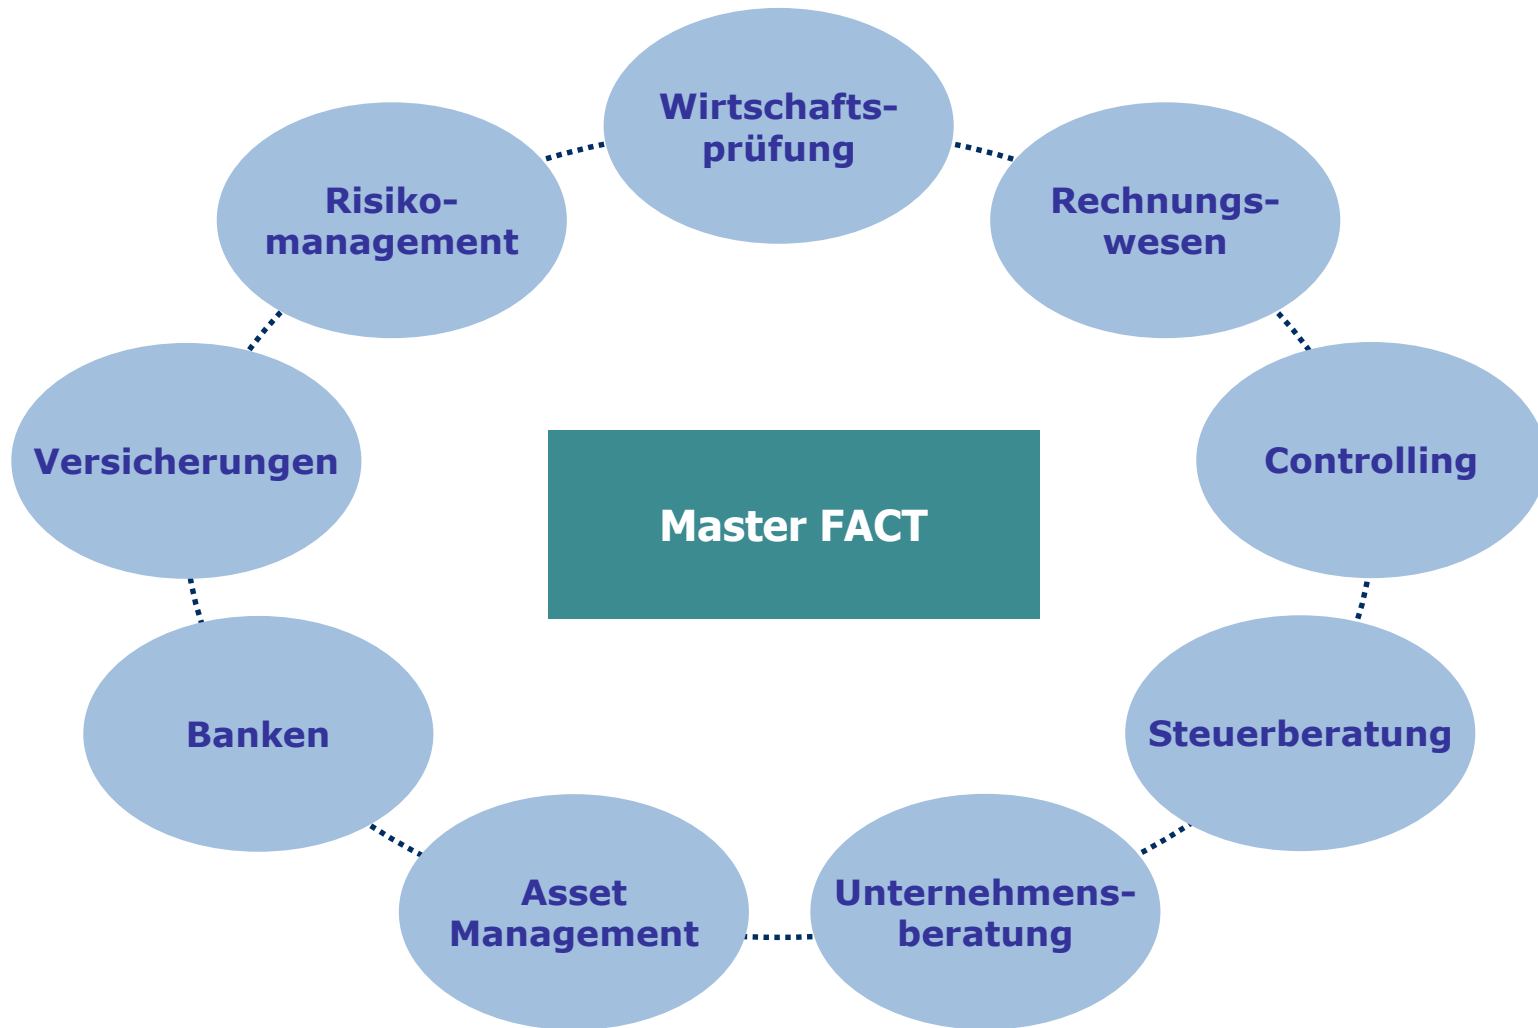 Wirtschafts-
prüfung
Risiko-
management
Rechnungs-
wesen
Versicherungen
Controlling
Master FACT
Banken
Steuerberatung
Asset
Management
Unternehmens-
beratung